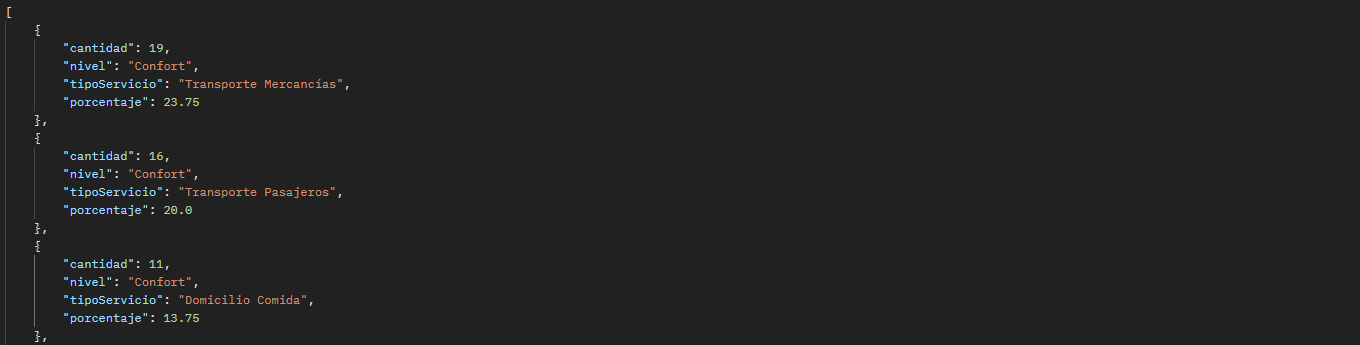 [
{
"cantidad": 19,
"nivel": "Confort",
"tipoServicio": "Transporte Mercancías",
"porcentaje": 23.75
},
{
"cantidad": 16,
"nivel": "Confort",
"tipoServicio": "Transporte Pasajeros",
"porcentaje": 20.0
},
{
"cantidad": 11,
"nivel": "Confort",
"tipoServicio": "Domicilio Comida",
"porcentaje": 13.75
},